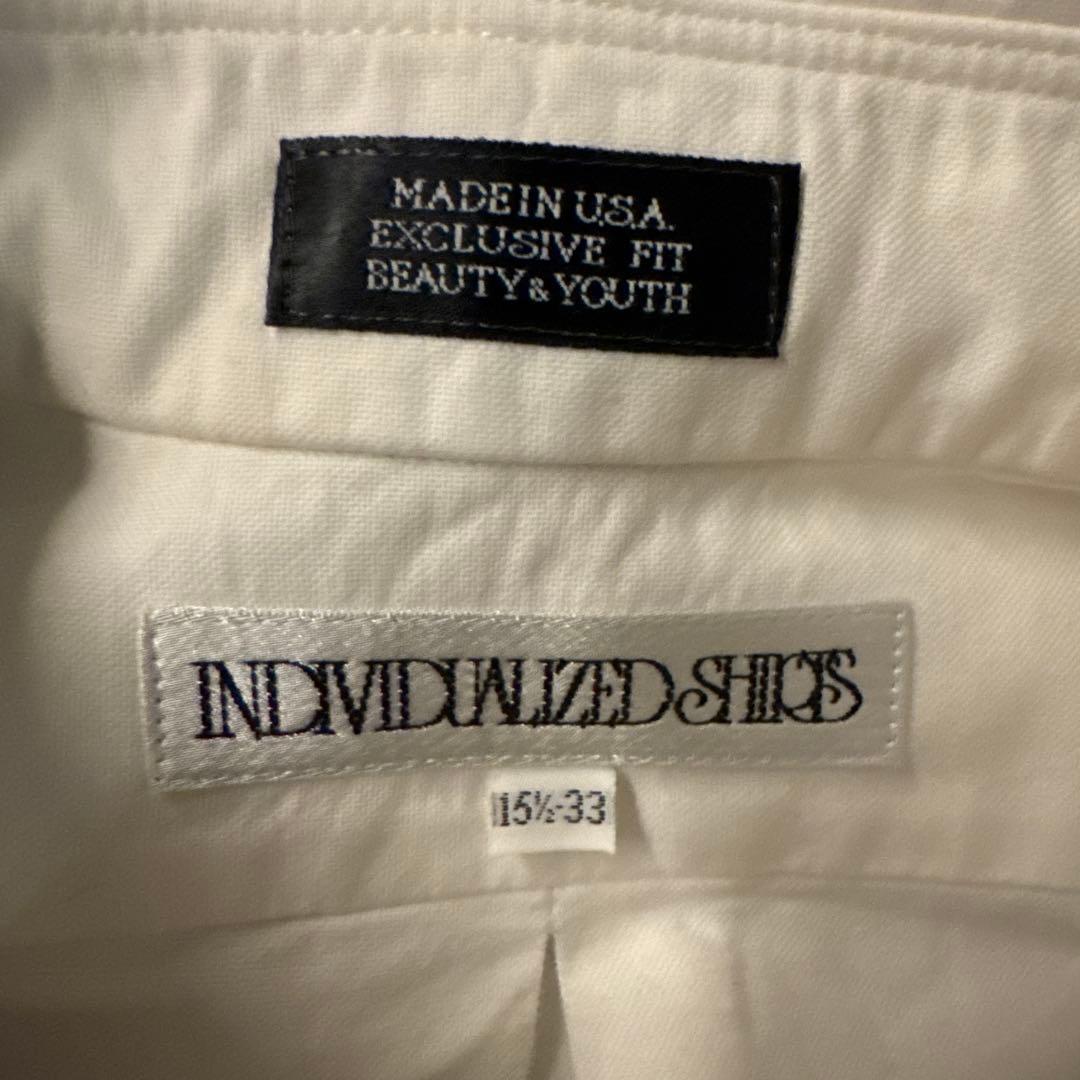 MADE IN U.S.A.
EXCLUSIVE FIT
BEAUTY & YOUTH
INDIVIDUALIZED SHIRTS
15½-33